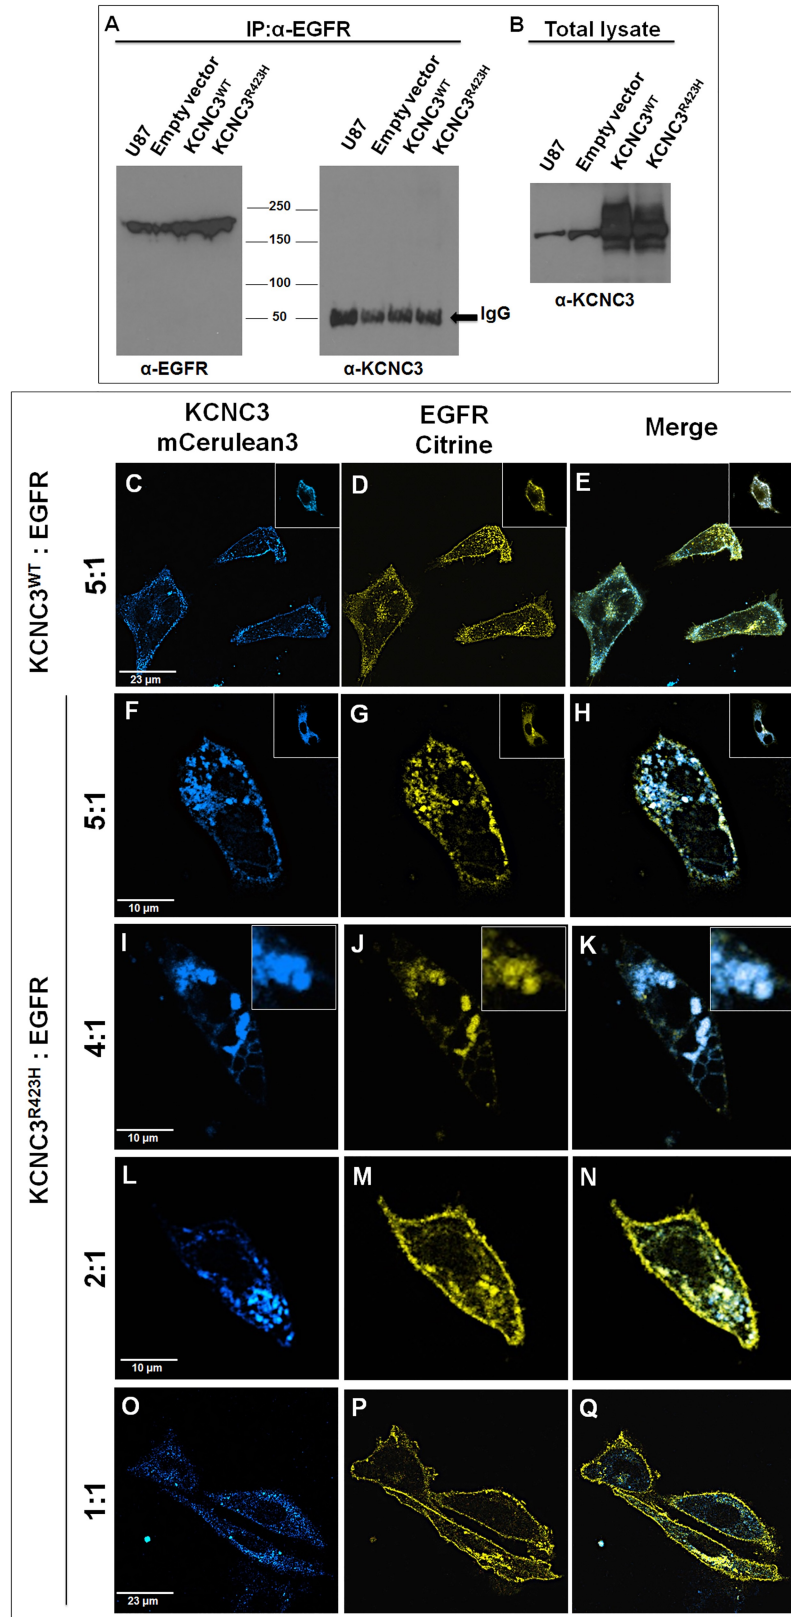 A
IP:α-EGFR
B
Total lysate
U87
Empty vector
KCNC3WT
KCNC3R423H
U87
Empty vector
KCNC3WT
KCNC3R423H
U87
Empty vector
KCNC3WT
KCNC3R423H
250
150
100
50
IgG
α-EGFR
α-KCNC3
α-KCNC3
KCNC3
mCerulean3
EGFR
Citrine
Merge
KCNC3WT : EGFR
5:1
C
D
E
23 µm
KCNC3R423H : EGFR
5:1
F
G
H
10 µm
4:1
I
J
K
10 µm
2:1
L
M
N
10 µm
1:1
O
P
Q
23 µm